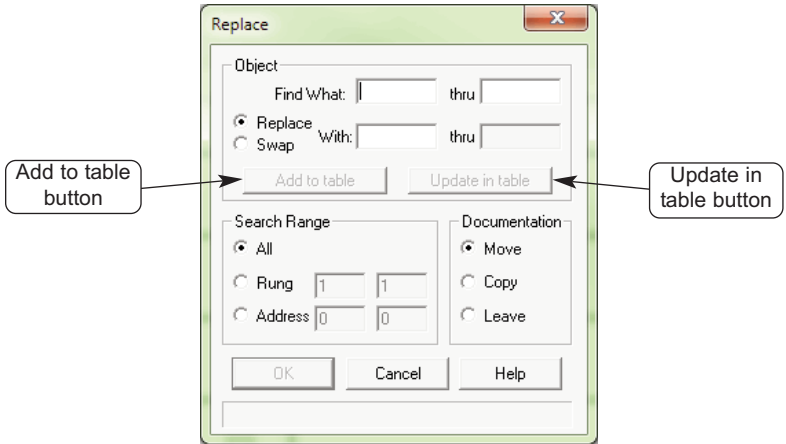 Replace
Object
Find What: thru
Replace
Swap
With: thru
Add to table
button
Add to table
Update in table
Update in
table button
Search Range
All
Rung 1 1
Address 0 0
Documentation
Move
Copy
Leave
OK
Cancel
Help